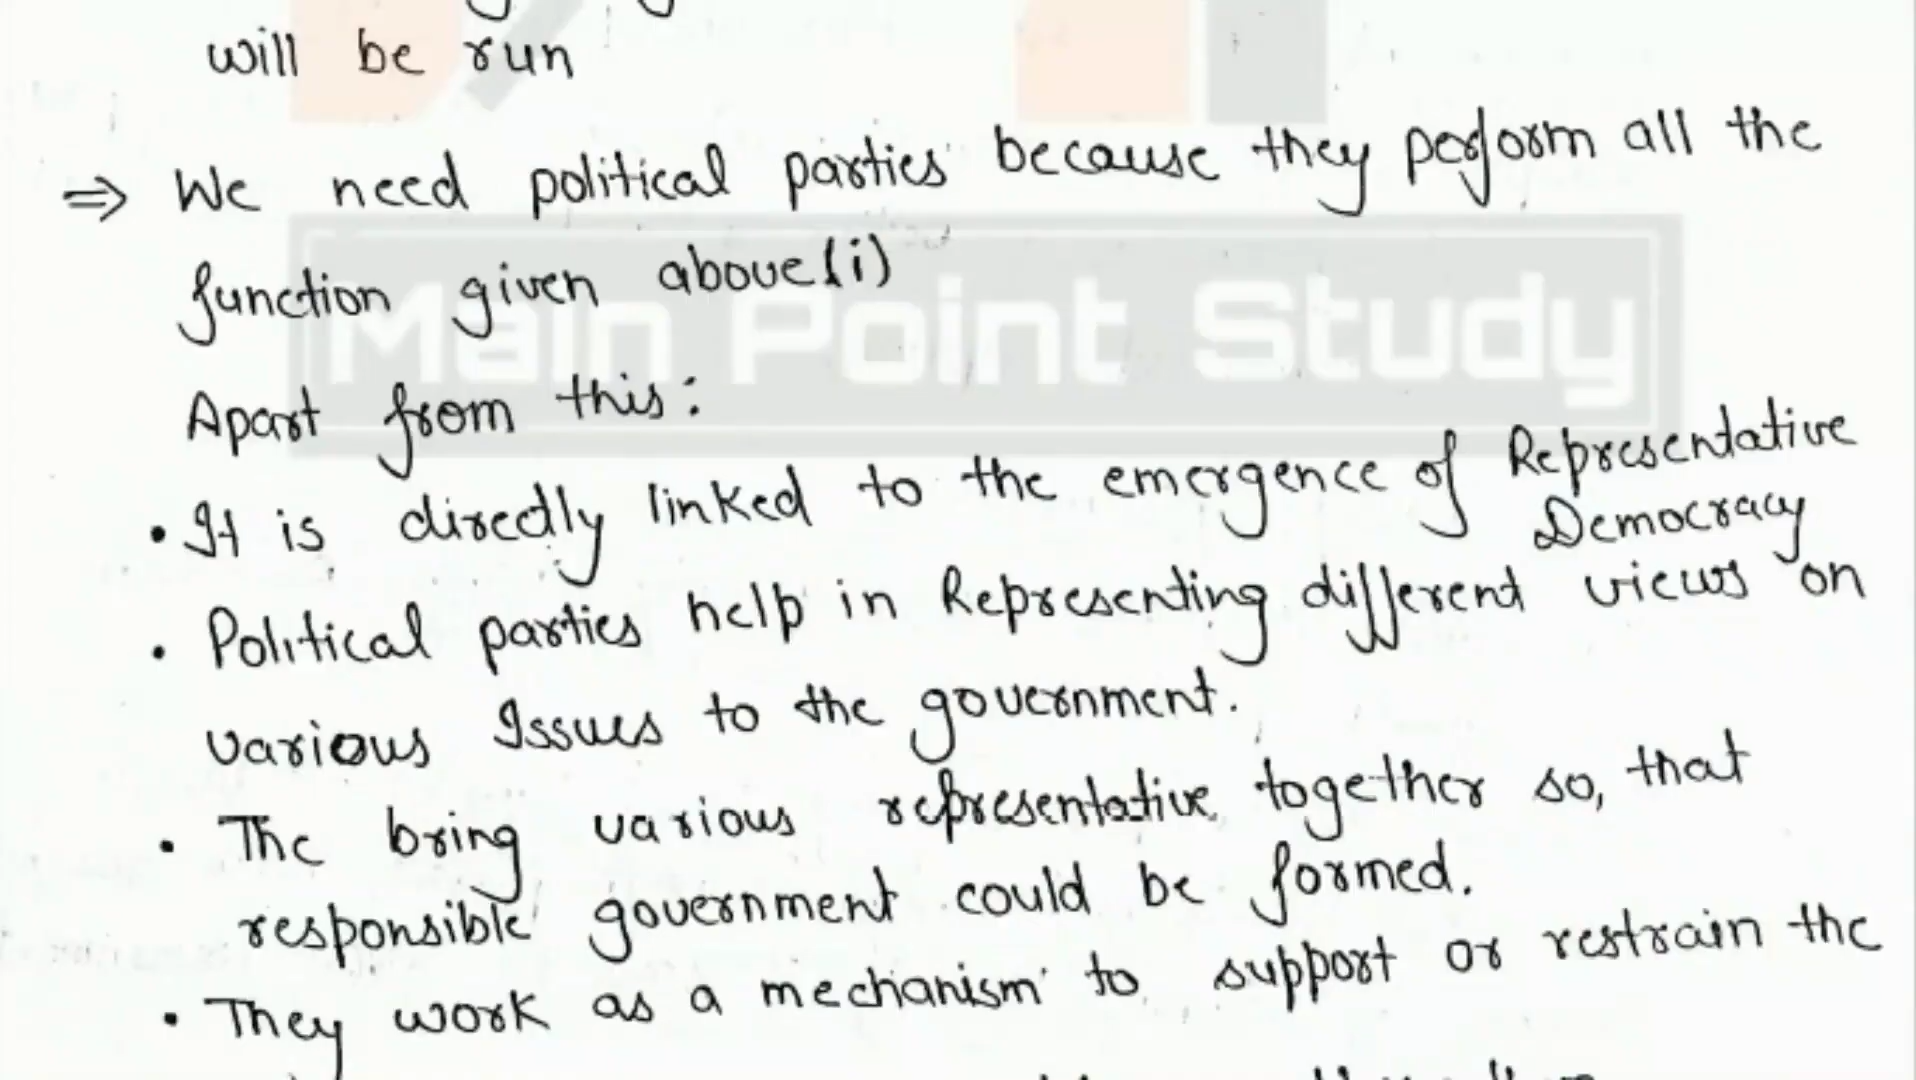 will be run
⇒ We need political parties because they perform all the
function given above(i)
Main Point Study
Apart from this:
• It is directly linked to the emergence of Representative
Democracy
• Political parties help in Representing different views on
various Issues to the government.
• The bring various representative together so, that
responsible government could be formed.
• They work as a mechanism to support or restrain the